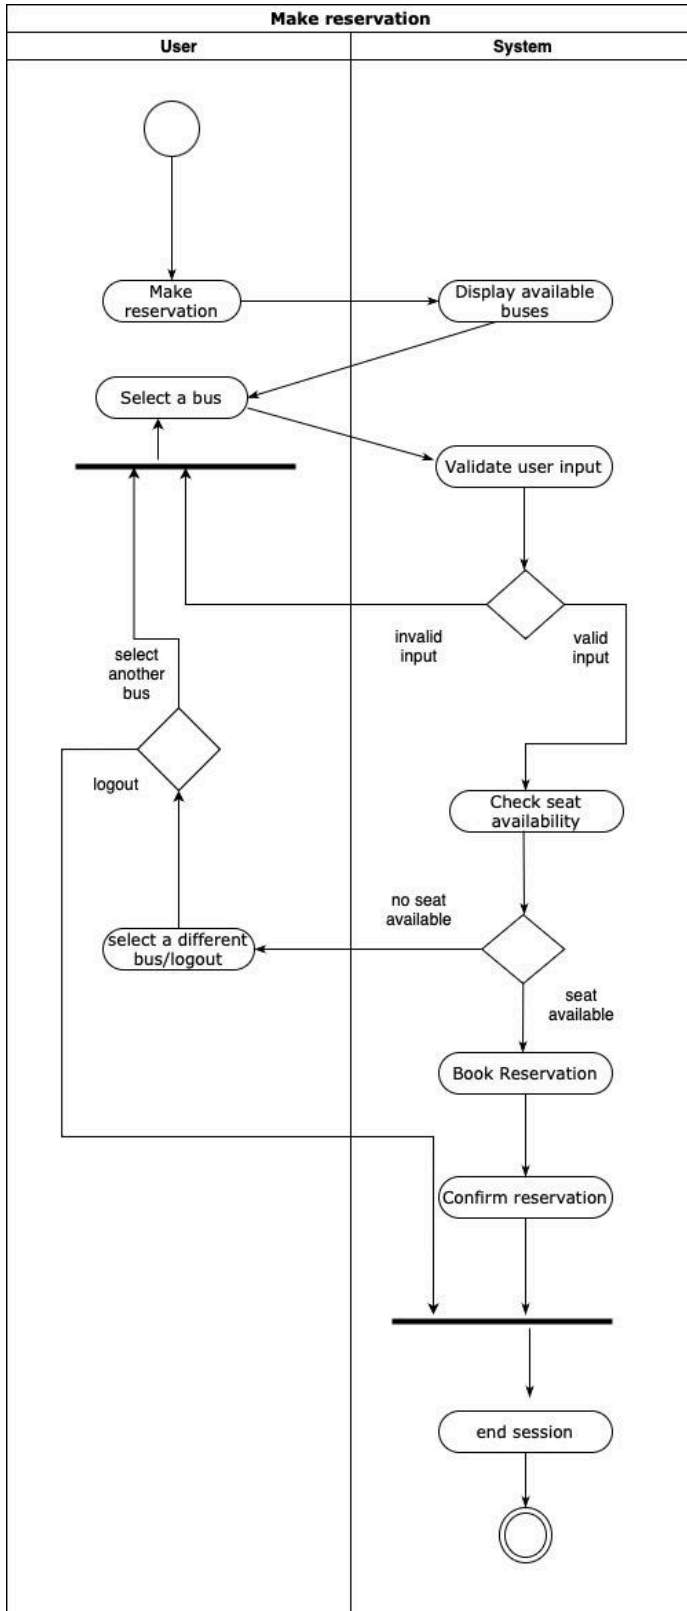 Make reservation
User
System
Make
reservation
Display available
buses
Select a bus
Validate user input
invalid
input
valid
input
select
another
bus
logout
Check seat
availability
no seat
available
select a different
bus/logout
seat
available
Book Reservation
Confirm reservation
end session